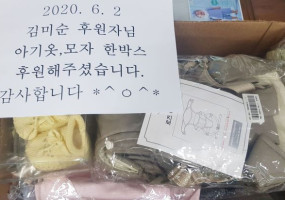 2020. 6. 2
김미순 후원자님
아기옷,모자 한박스
후원해주셨습니다.
감사합니다 *^o^*